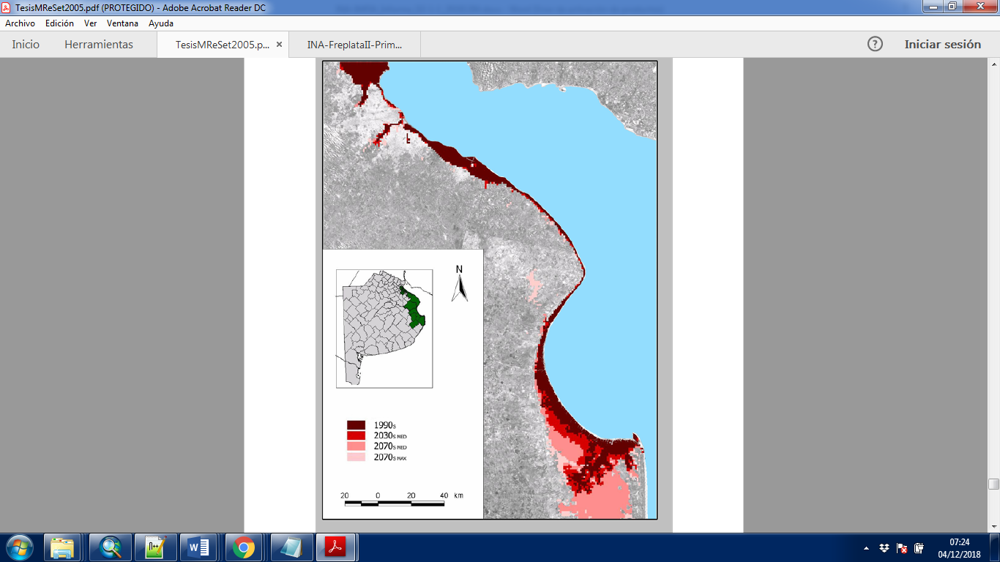 TesisMReSet2005.pdf (PROTEGIDO) - Adobe Acrobat Reader DC
Archivo Edición Ver Ventana Ayuda
Inicio Herramientas TesisMReSet2005.p... × INA-FreplataII-Prim... ? Iniciar sesión
N
1990s
2030s MED
2070s MED
2070s MAX
20 0 20 40 km
07:24
04/12/2018